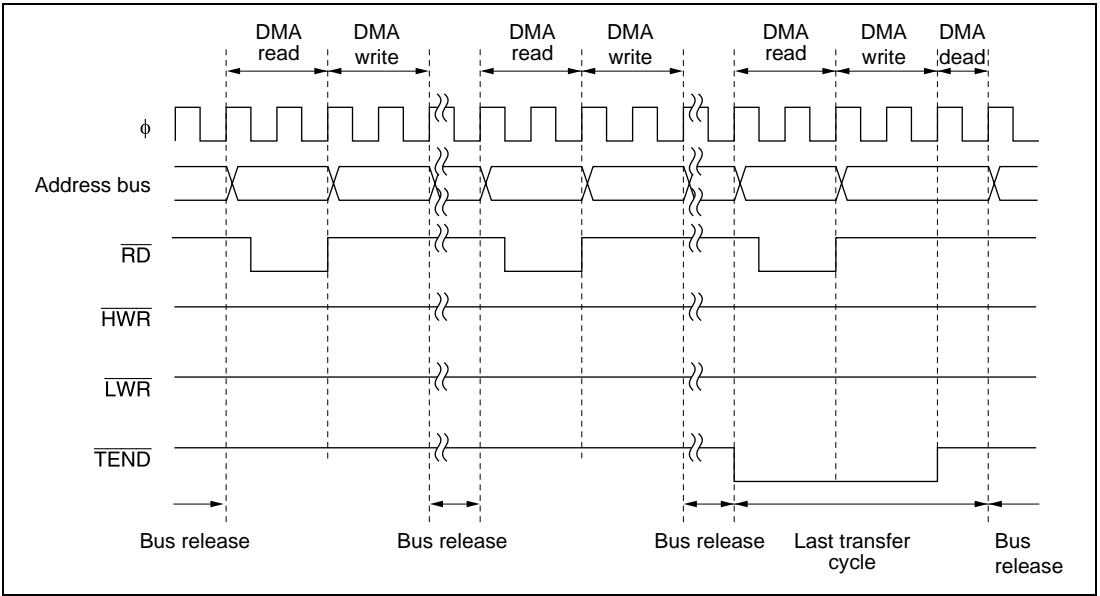 DMA read
DMA write
DMA read
DMA write
DMA read
DMA write
DMA dead
φ
Address bus
RD
HWR
LWR
TEND
Bus release
Bus release
Bus release
Last transfer cycle
Bus release